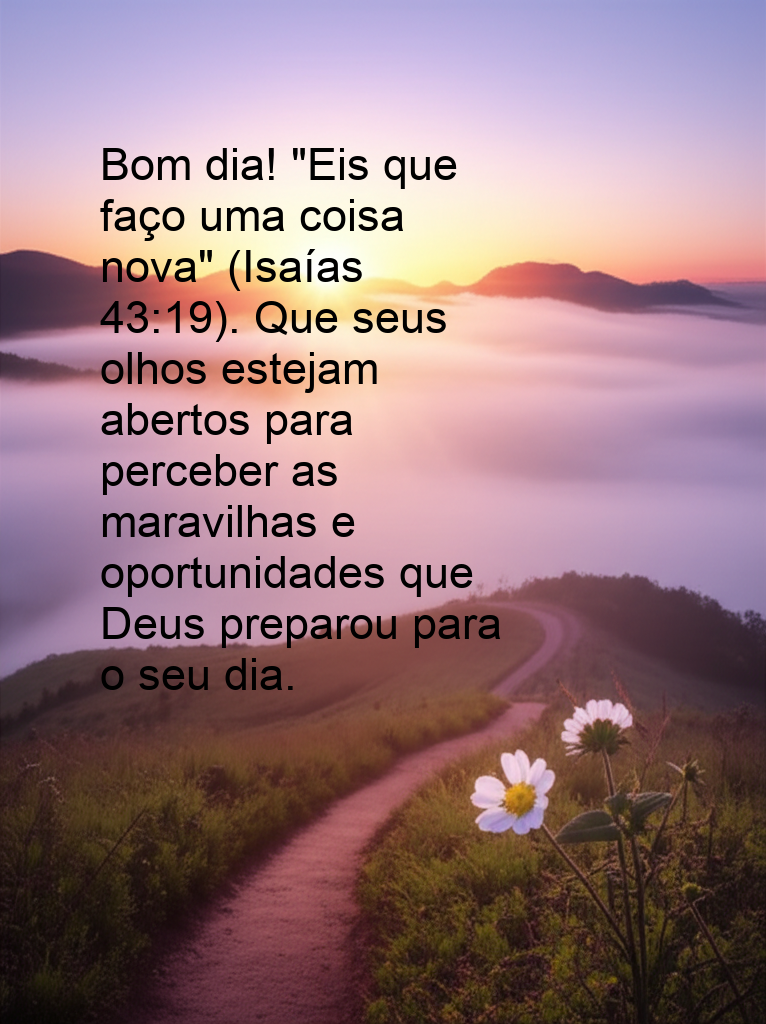 Bom dia! "Eis que
faço uma coisa
nova" (Isaías
43:19). Que seus
olhos estejam
abertos para
perceber as
maravilhas e
oportunidades que
Deus preparou para
o seu dia.